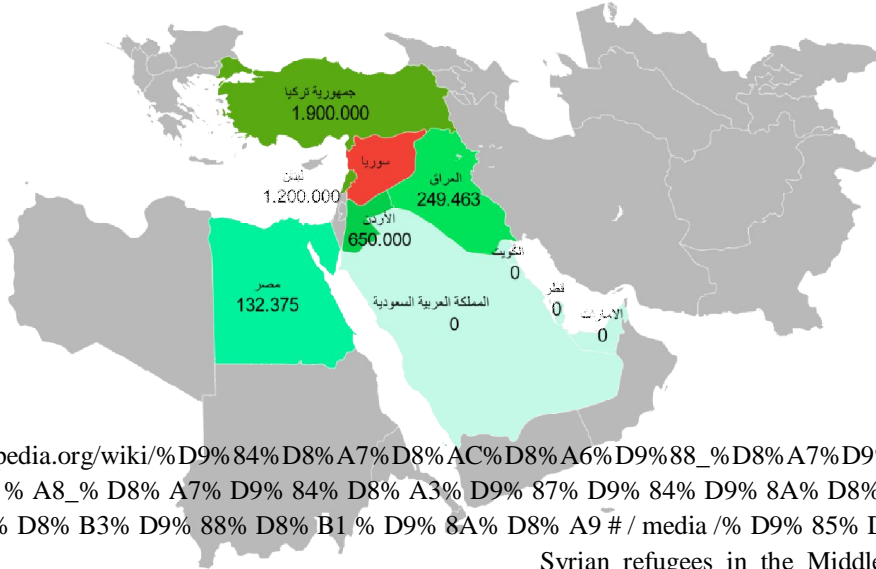 جمهورية تركيا
1.900.000
سوريا
لبنان
1.200.000
العراق
249.463
الأردن
650.000
الكويت
0
مصر
132.375
المملكة العربية السعودية
0
قطر
0
الامارات
0
pedia.org/wiki/%D9%84%D8%A7%D8%AC%D8%A6%D9%88_%D8%A7%D9
% A8_% D8% A7% D9% 84% D8% A3% D9% 87% D9% 84% D9% 8A% D8%
% D8% B3% D9% 88% D8% B1 % D9% 8A% D8% A9 # / media /% D9% 85% D
Syrian refugees in the Middle